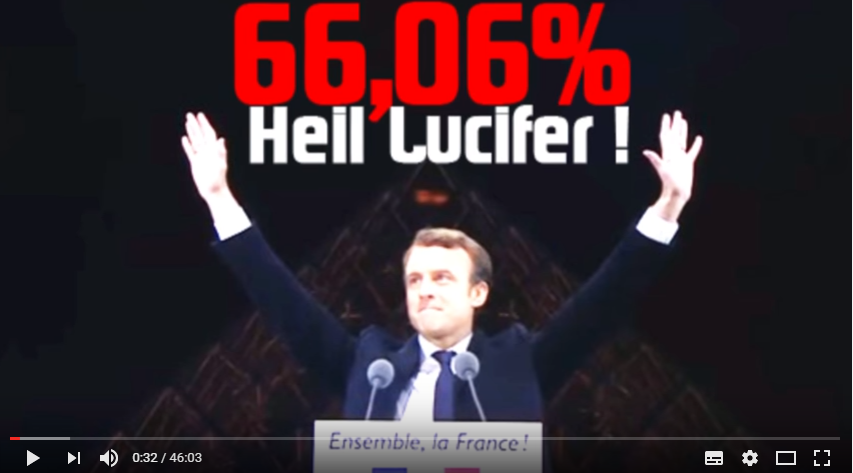 66,06%
Heil Lucifer !
Ensemble, la France !
0:32 / 46:03